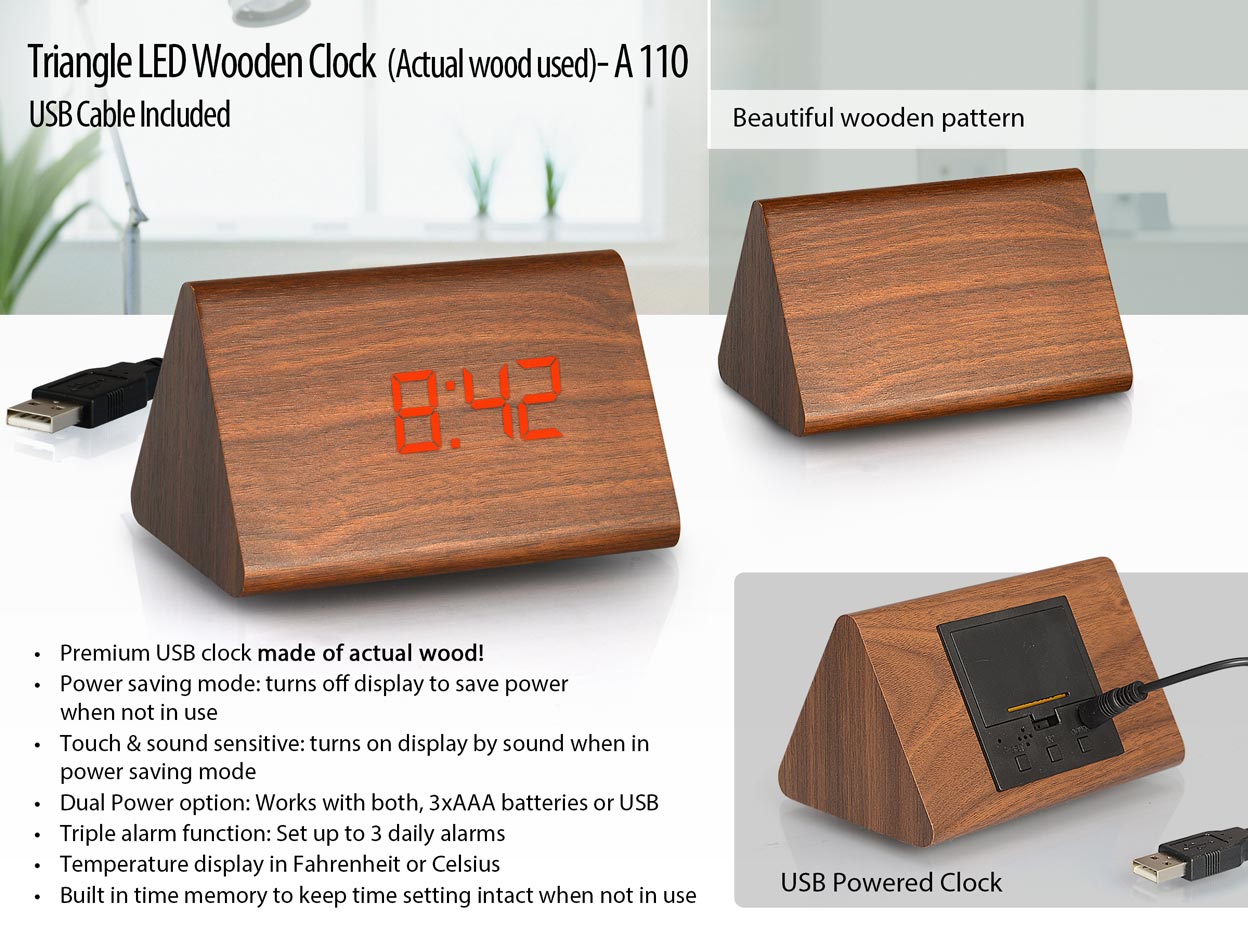 Triangle LED Wooden Clock (Actual wood used)- A 110
USB Cable Included
Beautiful wooden pattern
8:42
• Premium USB clock made of actual wood!
• Power saving mode: turns off display to save power
when not in use
• Touch & sound sensitive: turns on display by sound when in
power saving mode
• Dual Power option: Works with both, 3xAAA batteries or USB
• Triple alarm function: Set up to 3 daily alarms
• Temperature display in Fahrenheit or Celsius
• Built in time memory to keep time setting intact when not in use
USB Powered Clock